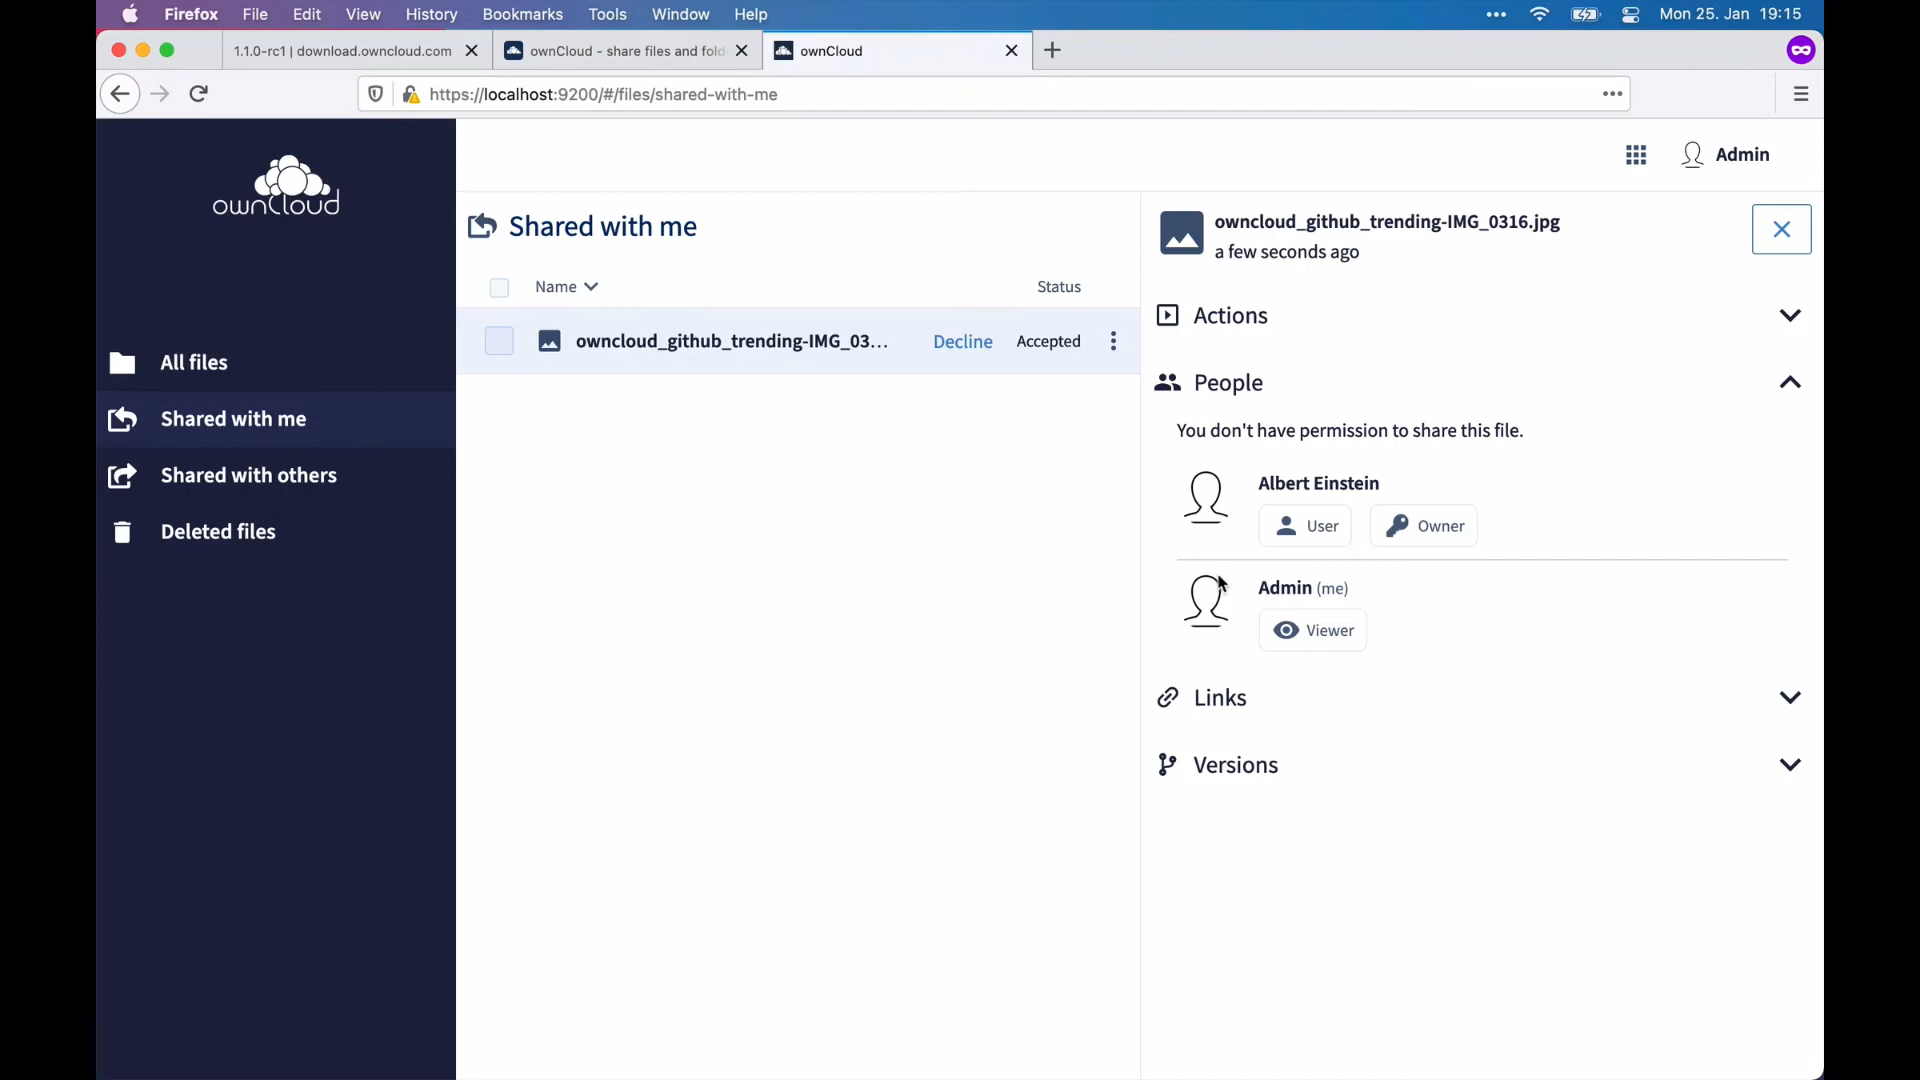 Firefox File Edit View History Bookmarks Tools Window Help ••• Mon 25. Jan 19:15
1.1.0-rc1 | download.owncloud.com
ownCloud - share files and fold
ownCloud
https://localhost:9200/#/files/shared-with-me •••
ownCloud
Admin
All files
Shared with me
Shared with others
Deleted files
Shared with me
Name Status
owncloud_github_trending-IMG_03... Decline Accepted
owncloud_github_trending-IMG_0316.jpg
a few seconds ago
Actions
People
You don't have permission to share this file.
Albert Einstein
User Owner
Admin (me)
Viewer
Links
Versions